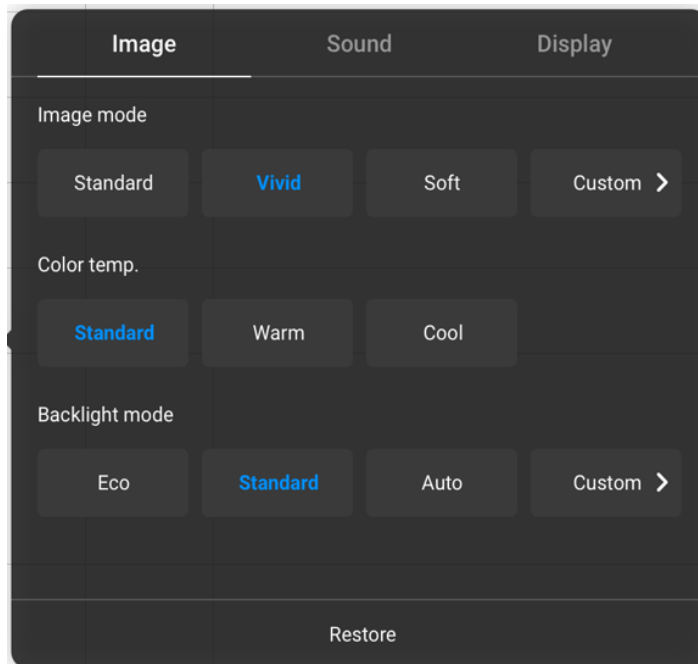 Image Sound Display
Image mode
Standard Vivid Soft Custom
Color temp.
Standard Warm Cool
Backlight mode
Eco Standard Auto Custom
Restore